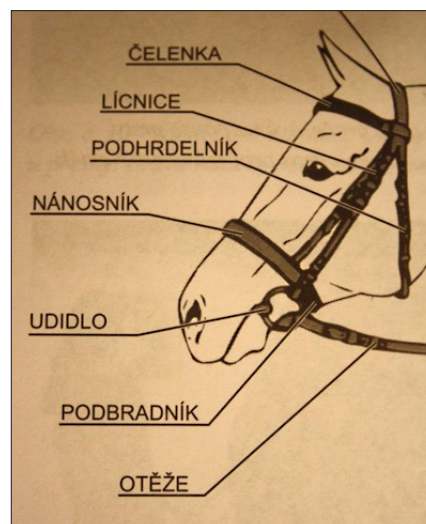 ČELENKA
LÍCNICE
PODHRDELNÍK
NÁNOSNÍK
UDIDLO
PODBRADNÍK
OTĚŽE